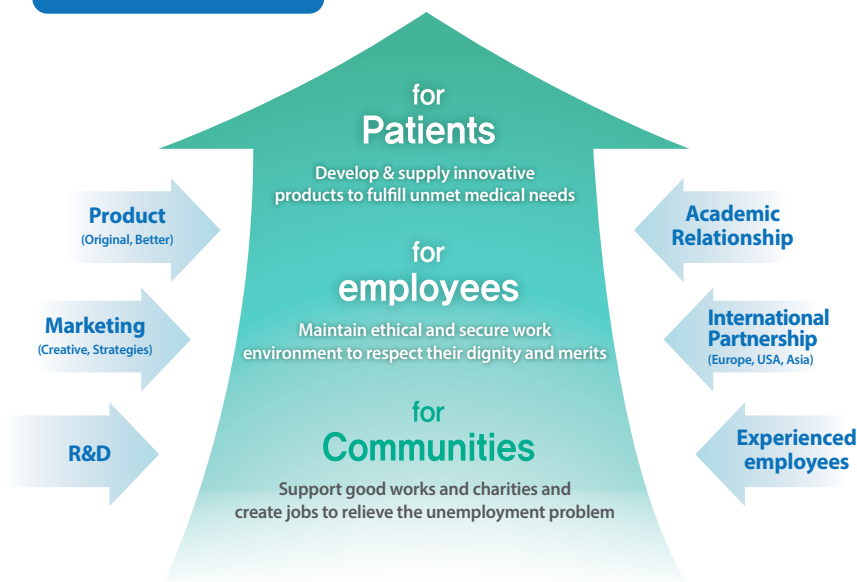 for
Patients
Develop & supply innovative
products to fulfill unmet medical needs
Product
(Original, Better)
Academic
Relationship
for
employees
Maintain ethical and secure work
environment to respect their dignity and merits
Marketing
(Creative, Strategies)
International
Partnership
(Europe, USA, Asia)
for
Communities
Support good works and charities and
create jobs to relieve the unemployment problem
R&D
Experienced
employees